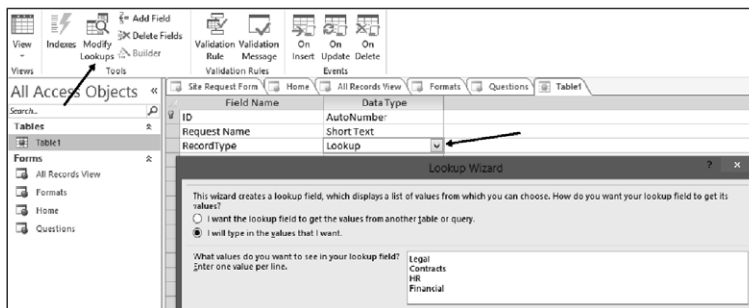 View
Views
Indexes
Modify
Lookups
Add Field
Delete Fields
Builder
Tools
Validation
Rule
Validation
Message
Validation Rules
On
Insert
On
Update
On
Delete
Events
All Access Objects «
Search...
Tables
Table1
Forms
All Records View
Formats
Home
Questions
Site Request Form
Home
All Records View
Formats
Questions
Table1
Field Name Data Type
ID AutoNumber
Request Name Short Text
RecordType Lookup
Lookup Wizard ? ×
This wizard creates a lookup field, which displays a list of values from which you can choose. How do you want your lookup field to get its
values?
I want the lookup field to get the values from another table or query.
I will type in the values that I want.
What values do you want to see in your lookup field?
Enter one value per line.
Legal
Contracts
HR
Financial